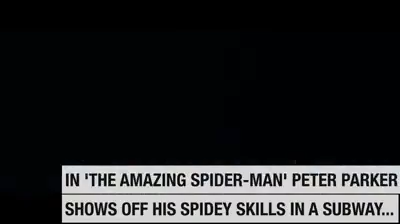 IN 'THE AMAZING SPIDER-MAN' PETER PARKER
SHOWS OFF HIS SPIDEY SKILLS IN A SUBWAY...